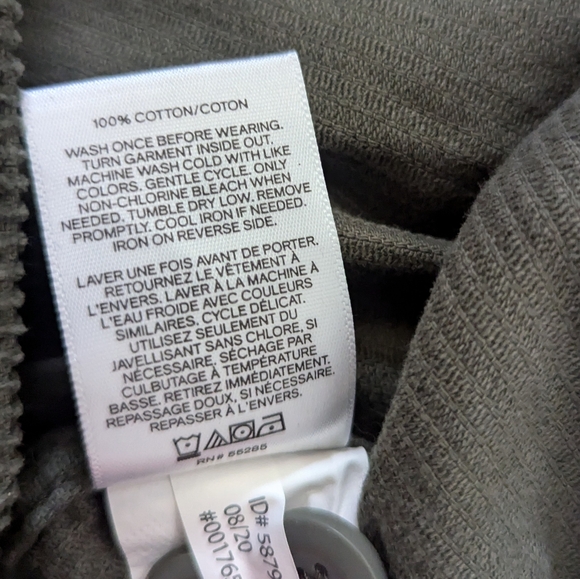 100% COTTON/COTON
WASH ONCE BEFORE WEARING.
TURN GARMENT INSIDE OUT.
MACHINE WASH COLD WITH LIKE
COLORS. GENTLE CYCLE. ONLY
NON-CHLORINE BLEACH WHEN
NEEDED. TUMBLE DRY LOW. REMOVE
PROMPTLY. COOL IRON IF NEEDED.
IRON ON REVERSE SIDE.
LAVER UNE FOIS AVANT DE PORTER.
RETOURNEZ LE VÊTEMENT À
L'ENVERS. LAVER À LA MACHINE À
L'EAU FROIDE AVEC COULEURS
SIMILAIRES. CYCLE DÉLICAT.
UTILISEZ SEULEMENT DU
JAVELLISANT SANS CHLORE, SI
NÉCESSAIRE. SÉCHAGE PAR
CULBUTAGE À TEMPÉRATURE
BASSE. RETIREZ IMMÉDIATEMENT.
REPASSAGE DOUX, SI NÉCESSAIRE.
REPASSER À L'ENVERS.
RN# 55285
ID# 5879
08/20
#00176